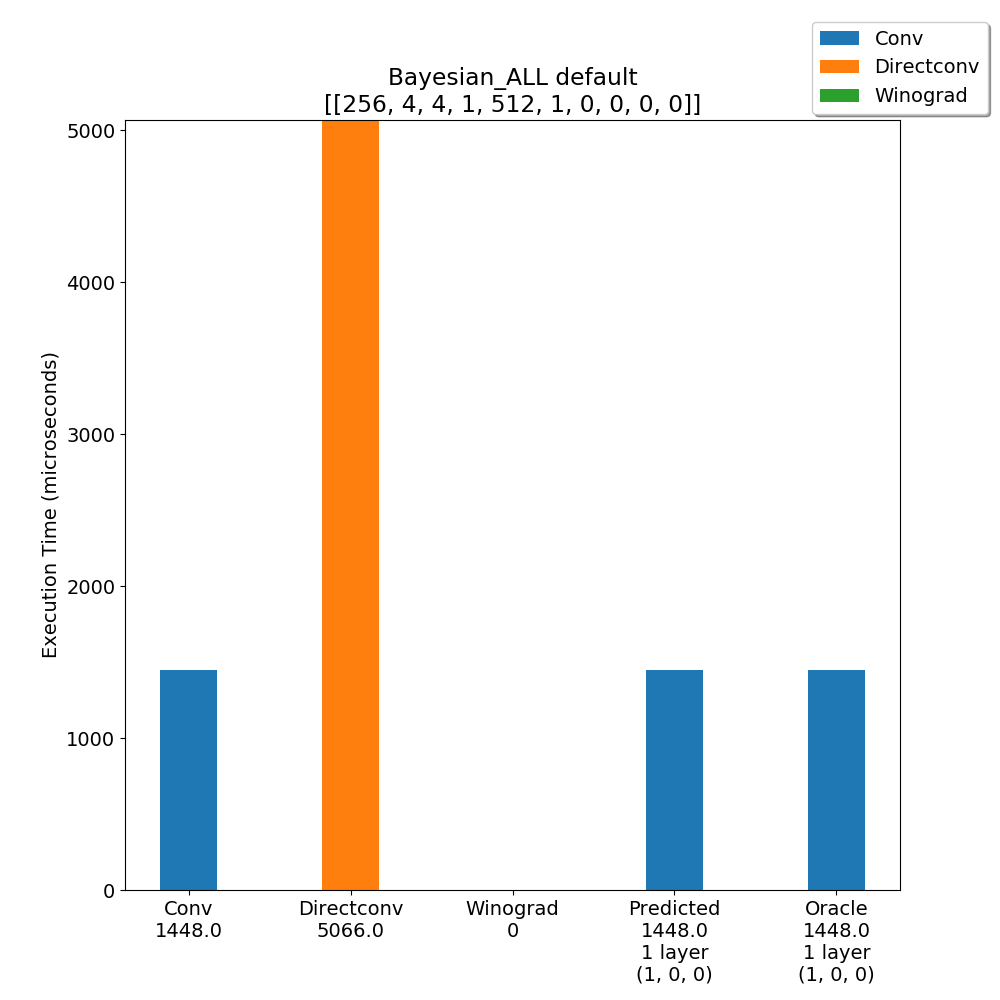 Conv
Directconv
Winograd
Bayesian_ALL default
[[256, 4, 4, 1, 512, 1, 0, 0, 0, 0]]
5000
4000
3000
2000
1000
0
Execution Time (microseconds)
Conv
1448.0
Directconv
5066.0
Winograd
0
Predicted
1448.0
1 layer
(1, 0, 0)
Oracle
1448.0
1 layer
(1, 0, 0)